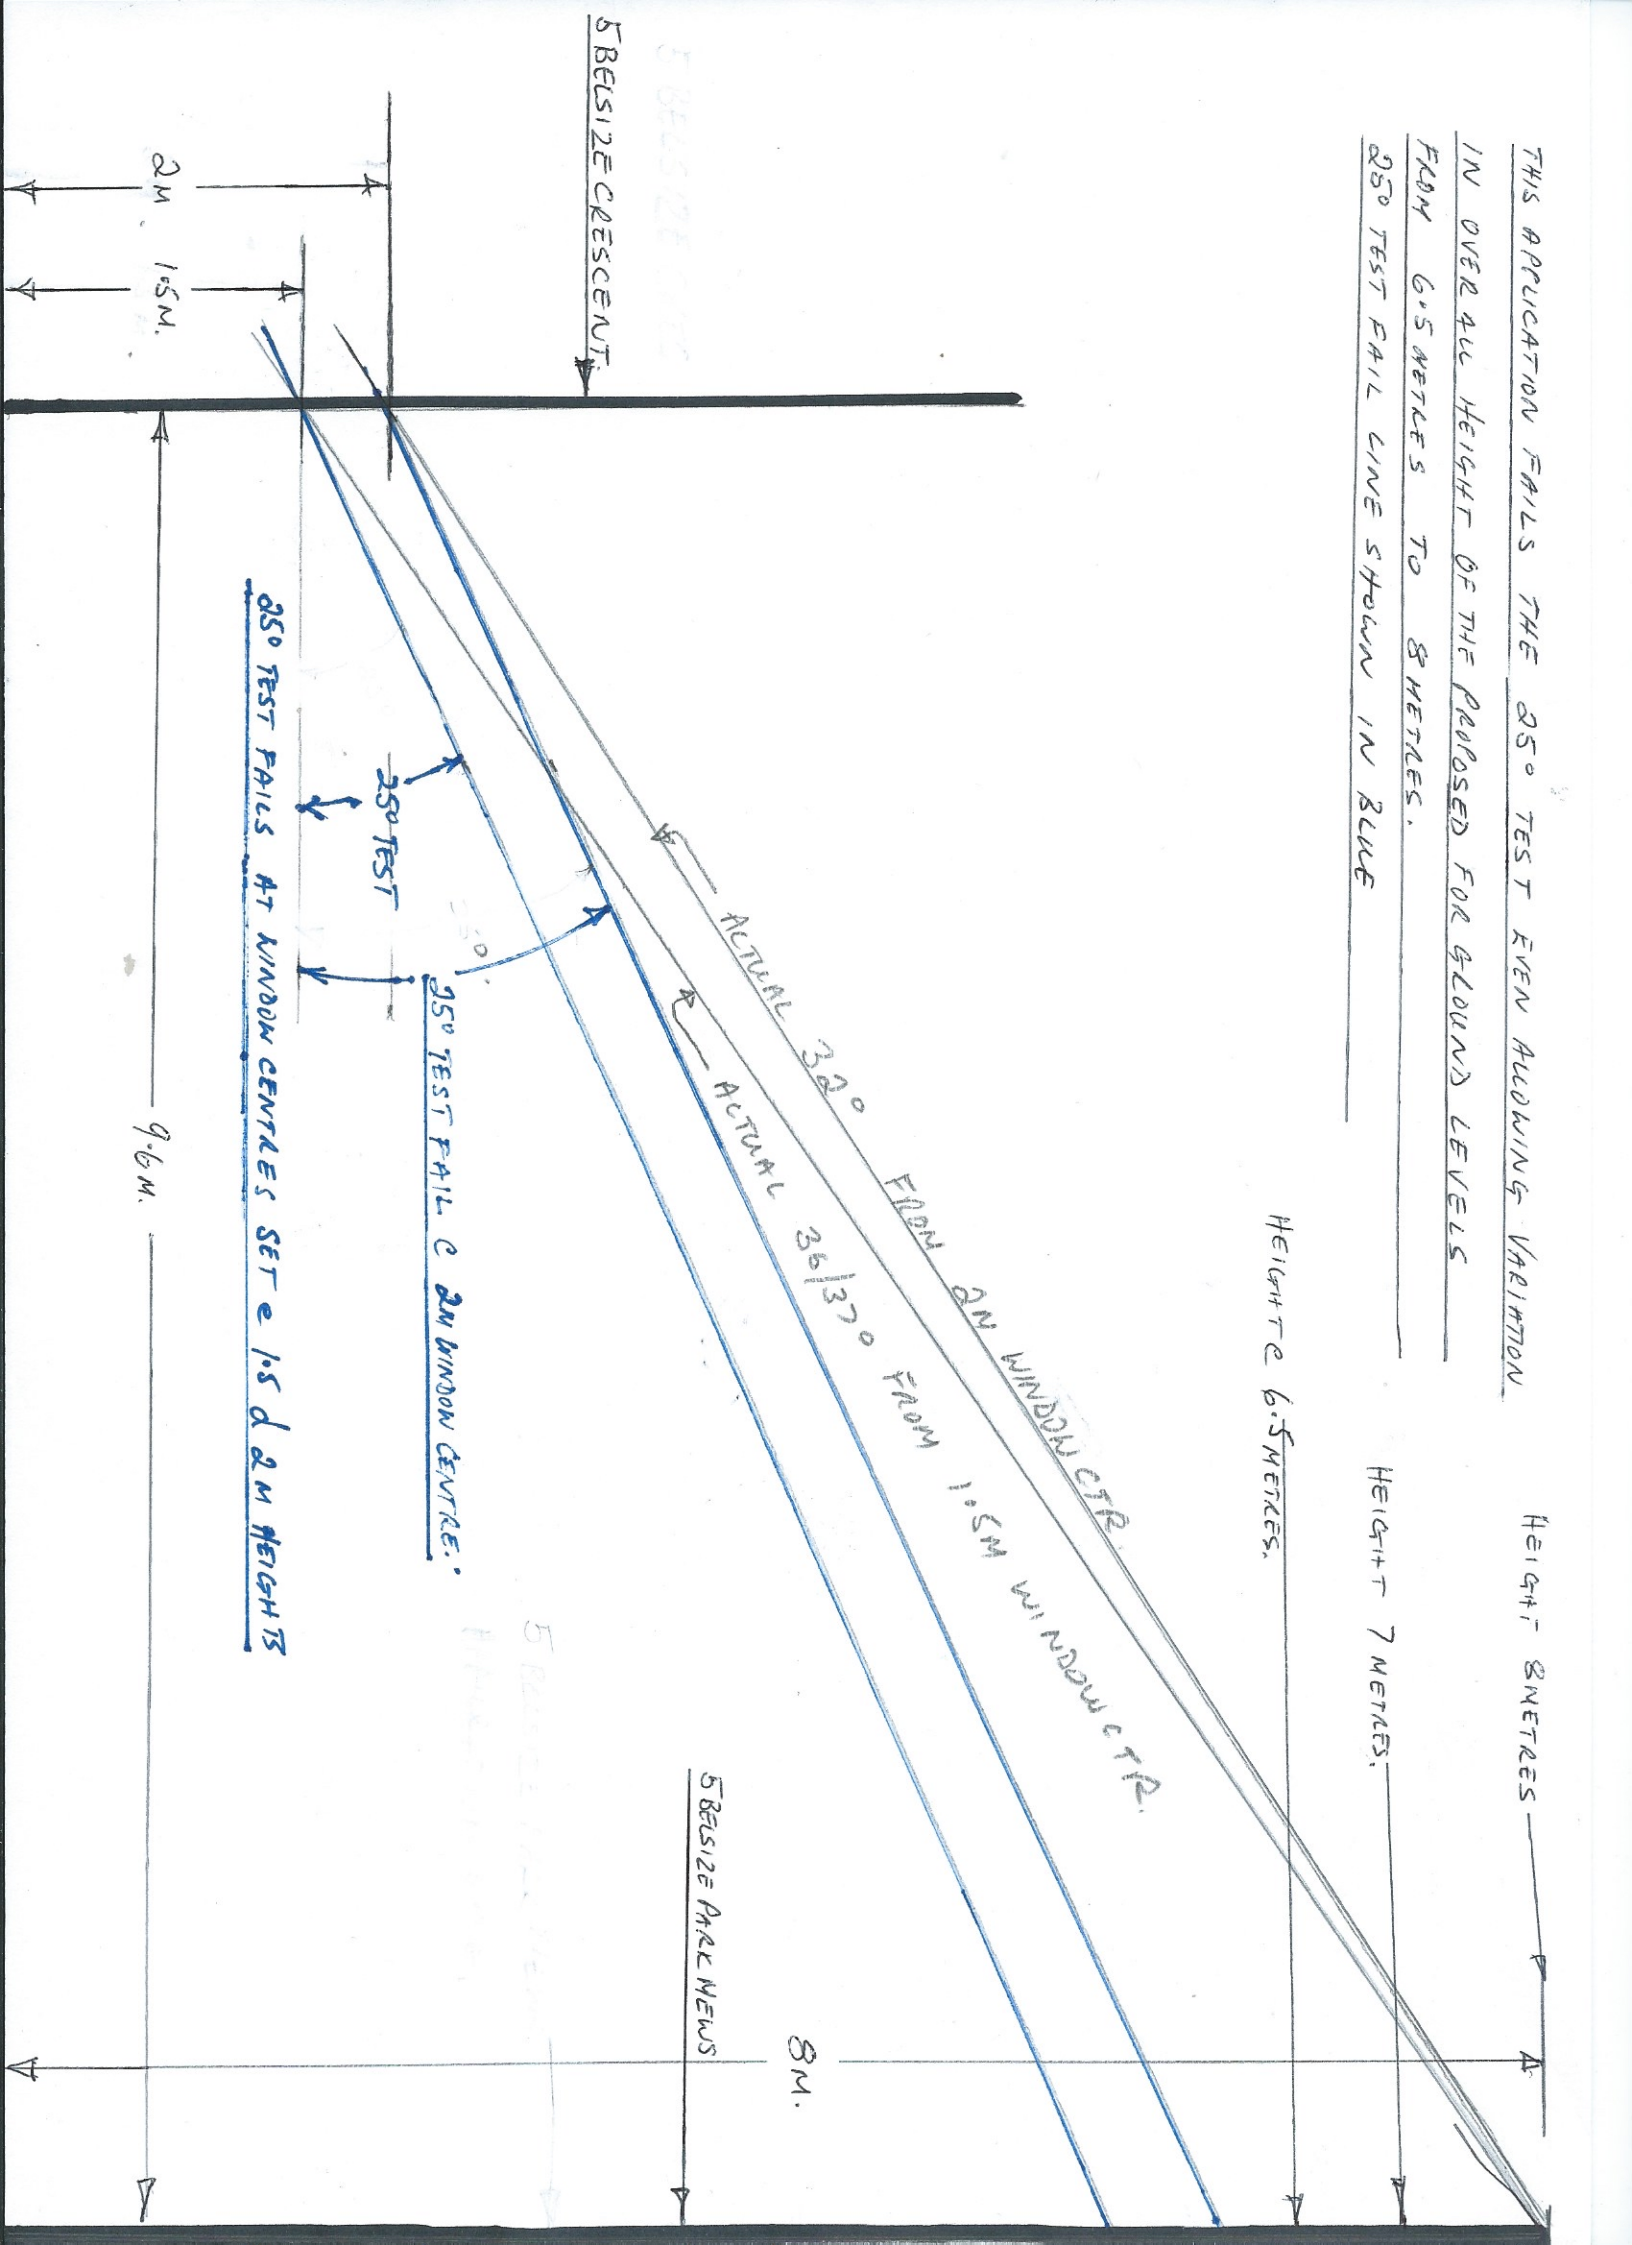 THIS APPLICATION FAILS THE 25° TEST EVEN ALLOWING VARIATION
IN OVERALL HEIGHT OF THE PROPOSED FOR GROUND LEVELS
FROM 6.5 METRES TO 8 METRES.
25° TEST FAIL LINE SHOWN IN BLUE
HEIGHT 8METRES
HEIGHT 7 METRES.
HEIGHT @ 6.5METRES.
5 BELSIZE CRESCENT.
ACTUAL 32° FROM 2M WINDOW CTR.
ACTUAL 36/37° FROM 1.5M WINDOW CTR.
8M.
5 BELSIZE PARK MEWS
25° TEST FAIL @ 2M WINDOW CENTRE.
25° TEST
25° TEST FAILS AT WINDOW CENTRES SET @ 1.5 & 2M HEIGHTS
2M
1.5M.
9.6M.